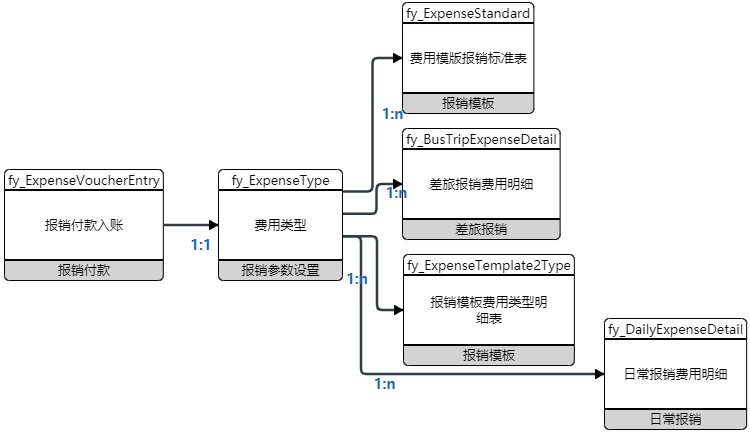 fy_ExpenseStandard
费用模版报销标准表
报销模板
1:n
fy_BusTripExpenseDetail
差旅报销费用明细
差旅报销
1:n
fy_ExpenseVoucherEntry
报销付款入账
报销付款
1:1
fy_ExpenseType
费用类型
报销参数设置
1:n
fy_ExpenseTemplate2Type
报销模板费用类型明
细表
报销模板
1:n
fy_DailyExpenseDetail
日常报销费用明细
日常报销